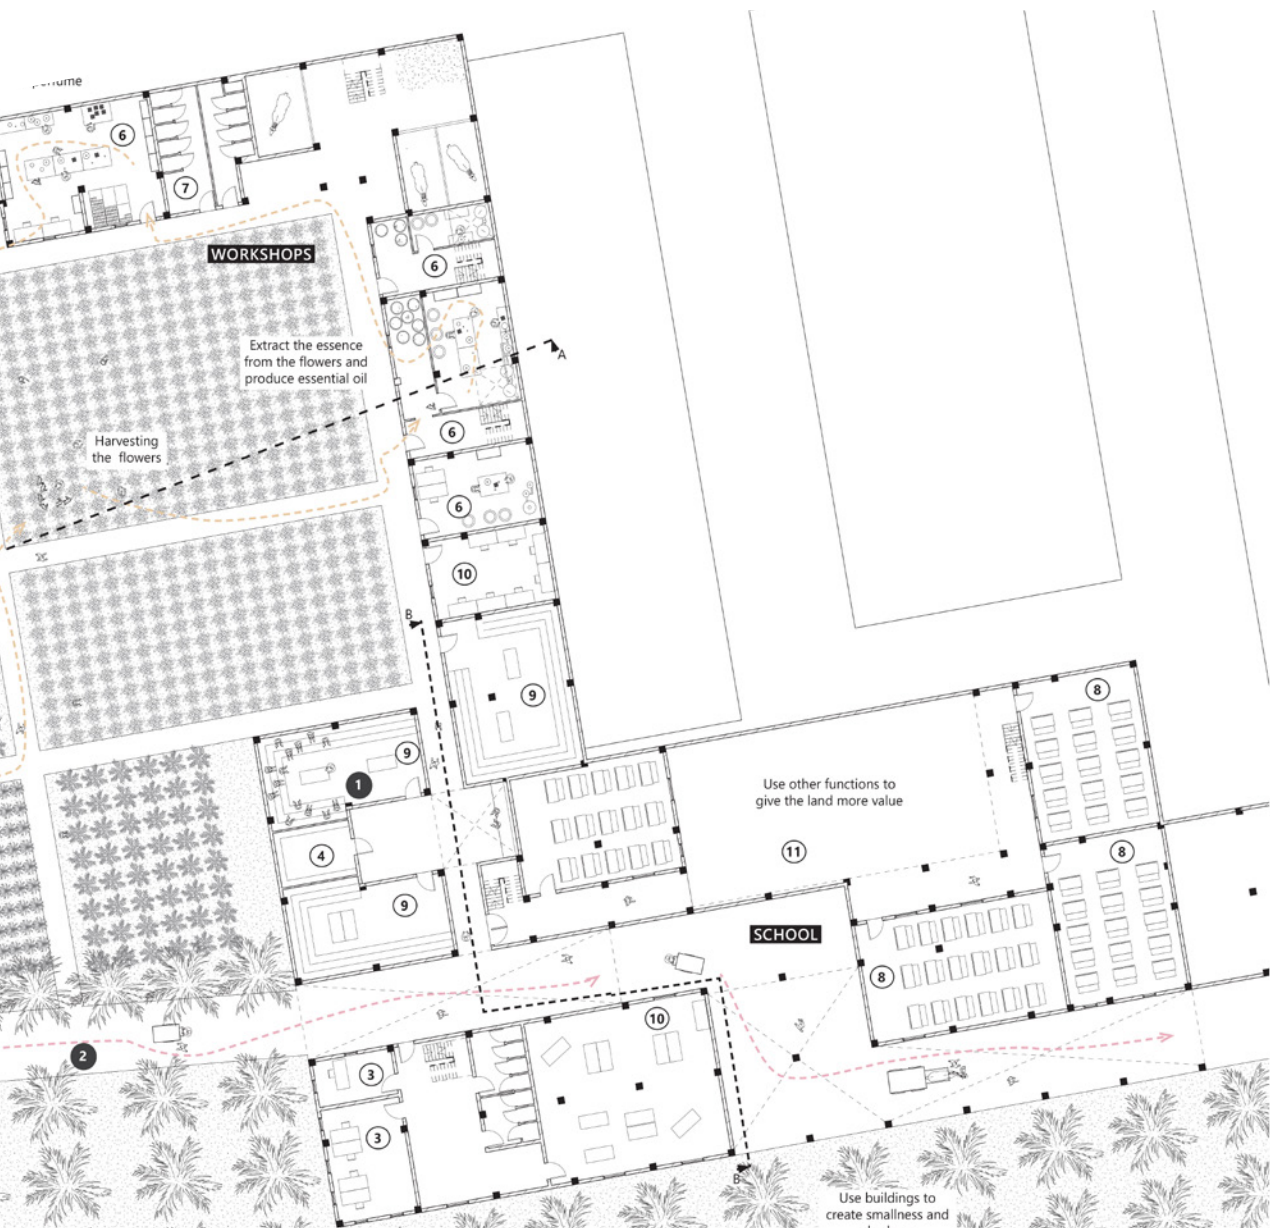 6
7
WORKSHOPS
6
Extract the essence
from the flowers and
produce essential oil
A
Harvesting
the flowers
6
6
10
B
9
8
9
1
Use other functions to
give the land more value
4
11
8
9
SCHOOL
8
10
2
3
3
B
Use buildings to
create smallness and